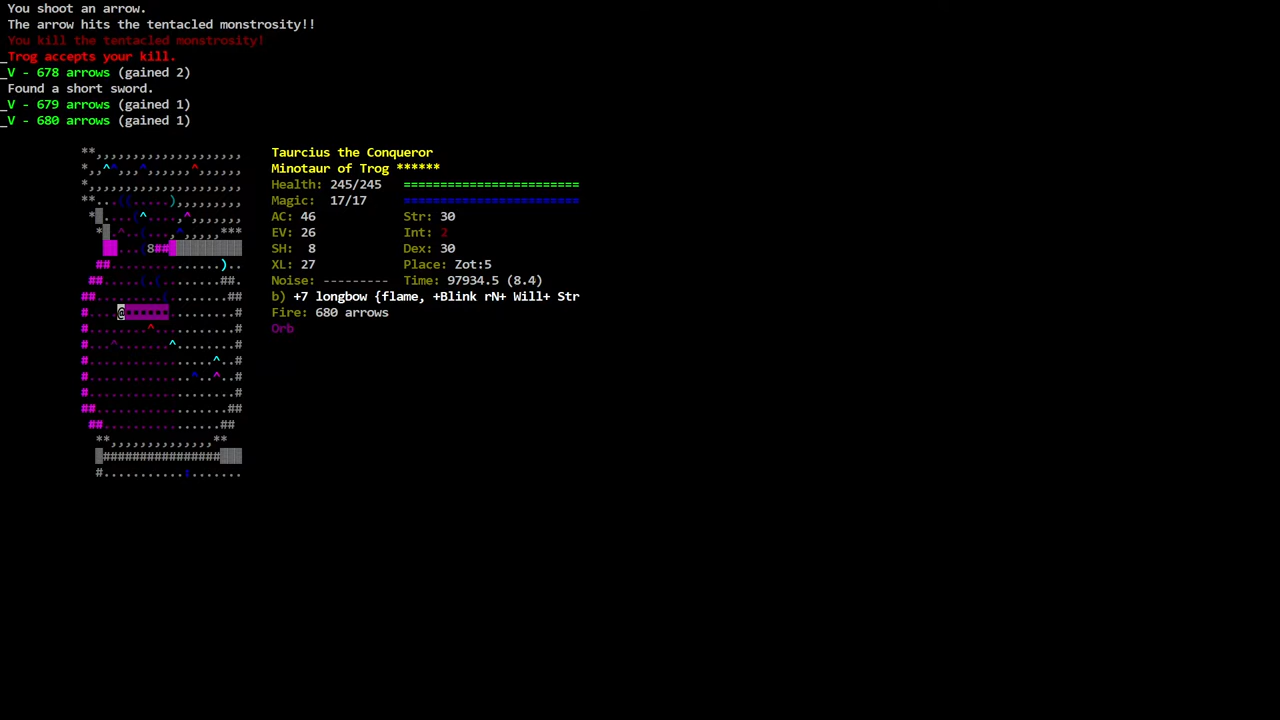 You shoot an arrow.
The arrow hits the tentacled monstrosity!!
You kill the tentacled monstrosity!
_Trog accepts your kill.
_V - 678 arrows (gained 2)
Found a short sword.
_V - 679 arrows (gained 1)
_V - 680 arrows (gained 1)
Taurcius the Conqueror
Minotaur of Trog ******
Health: 245/245 ========================
Magic: 17/17 ========================
AC: 46 Str: 30
EV: 26 Int: 2
SH: 8 Dex: 30
XL: 27 Place: Zot:5
Noise: --------- Time: 97934.5 (8.4)
b) +7 longbow {flame, +Blink rN+ Will+ Str
Fire: 680 arrows
Orb